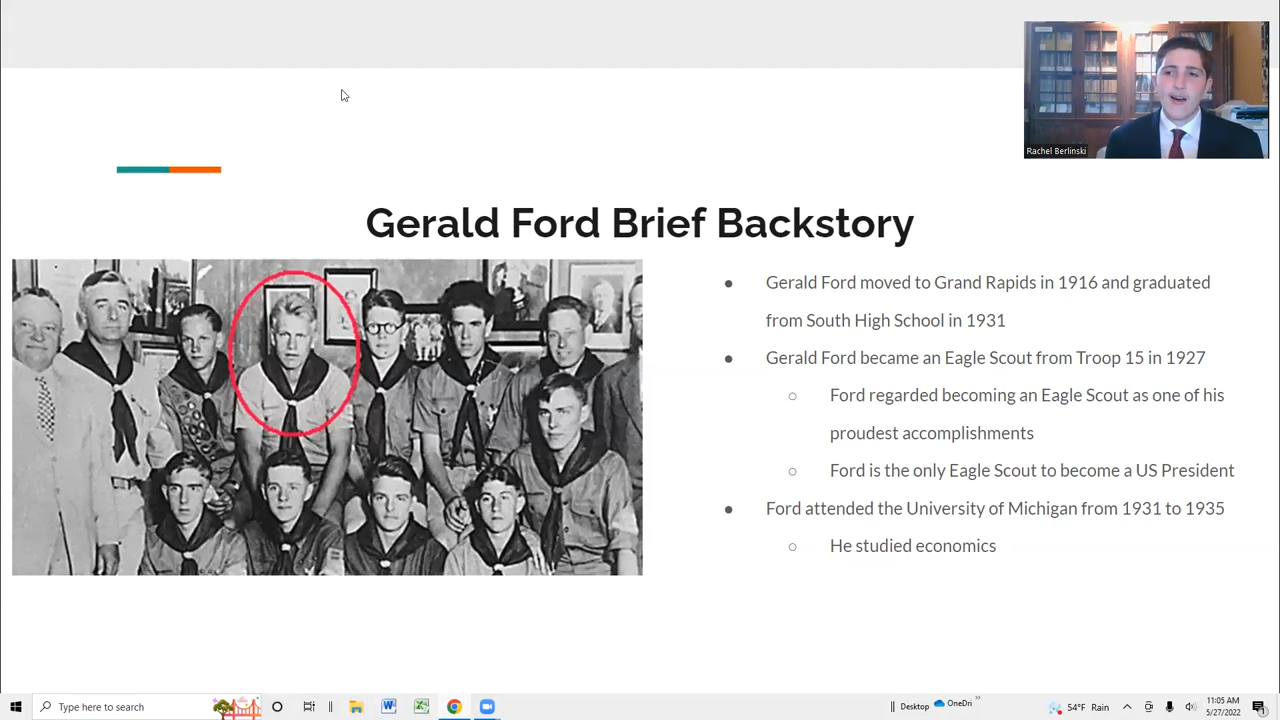 Rachel Berlinski
Gerald Ford Brief Backstory
● Gerald Ford moved to Grand Rapids in 1916 and graduated
from South High School in 1931
● Gerald Ford became an Eagle Scout from Troop 15 in 1927
○ Ford regarded becoming an Eagle Scout as one of his
proudest accomplishments
○ Ford is the only Eagle Scout to become a US President
● Ford attended the University of Michigan from 1931 to 1935
○ He studied economics
Type here to search
Desktop
OneDri
54°F Rain
11:05 AM
5/27/2022